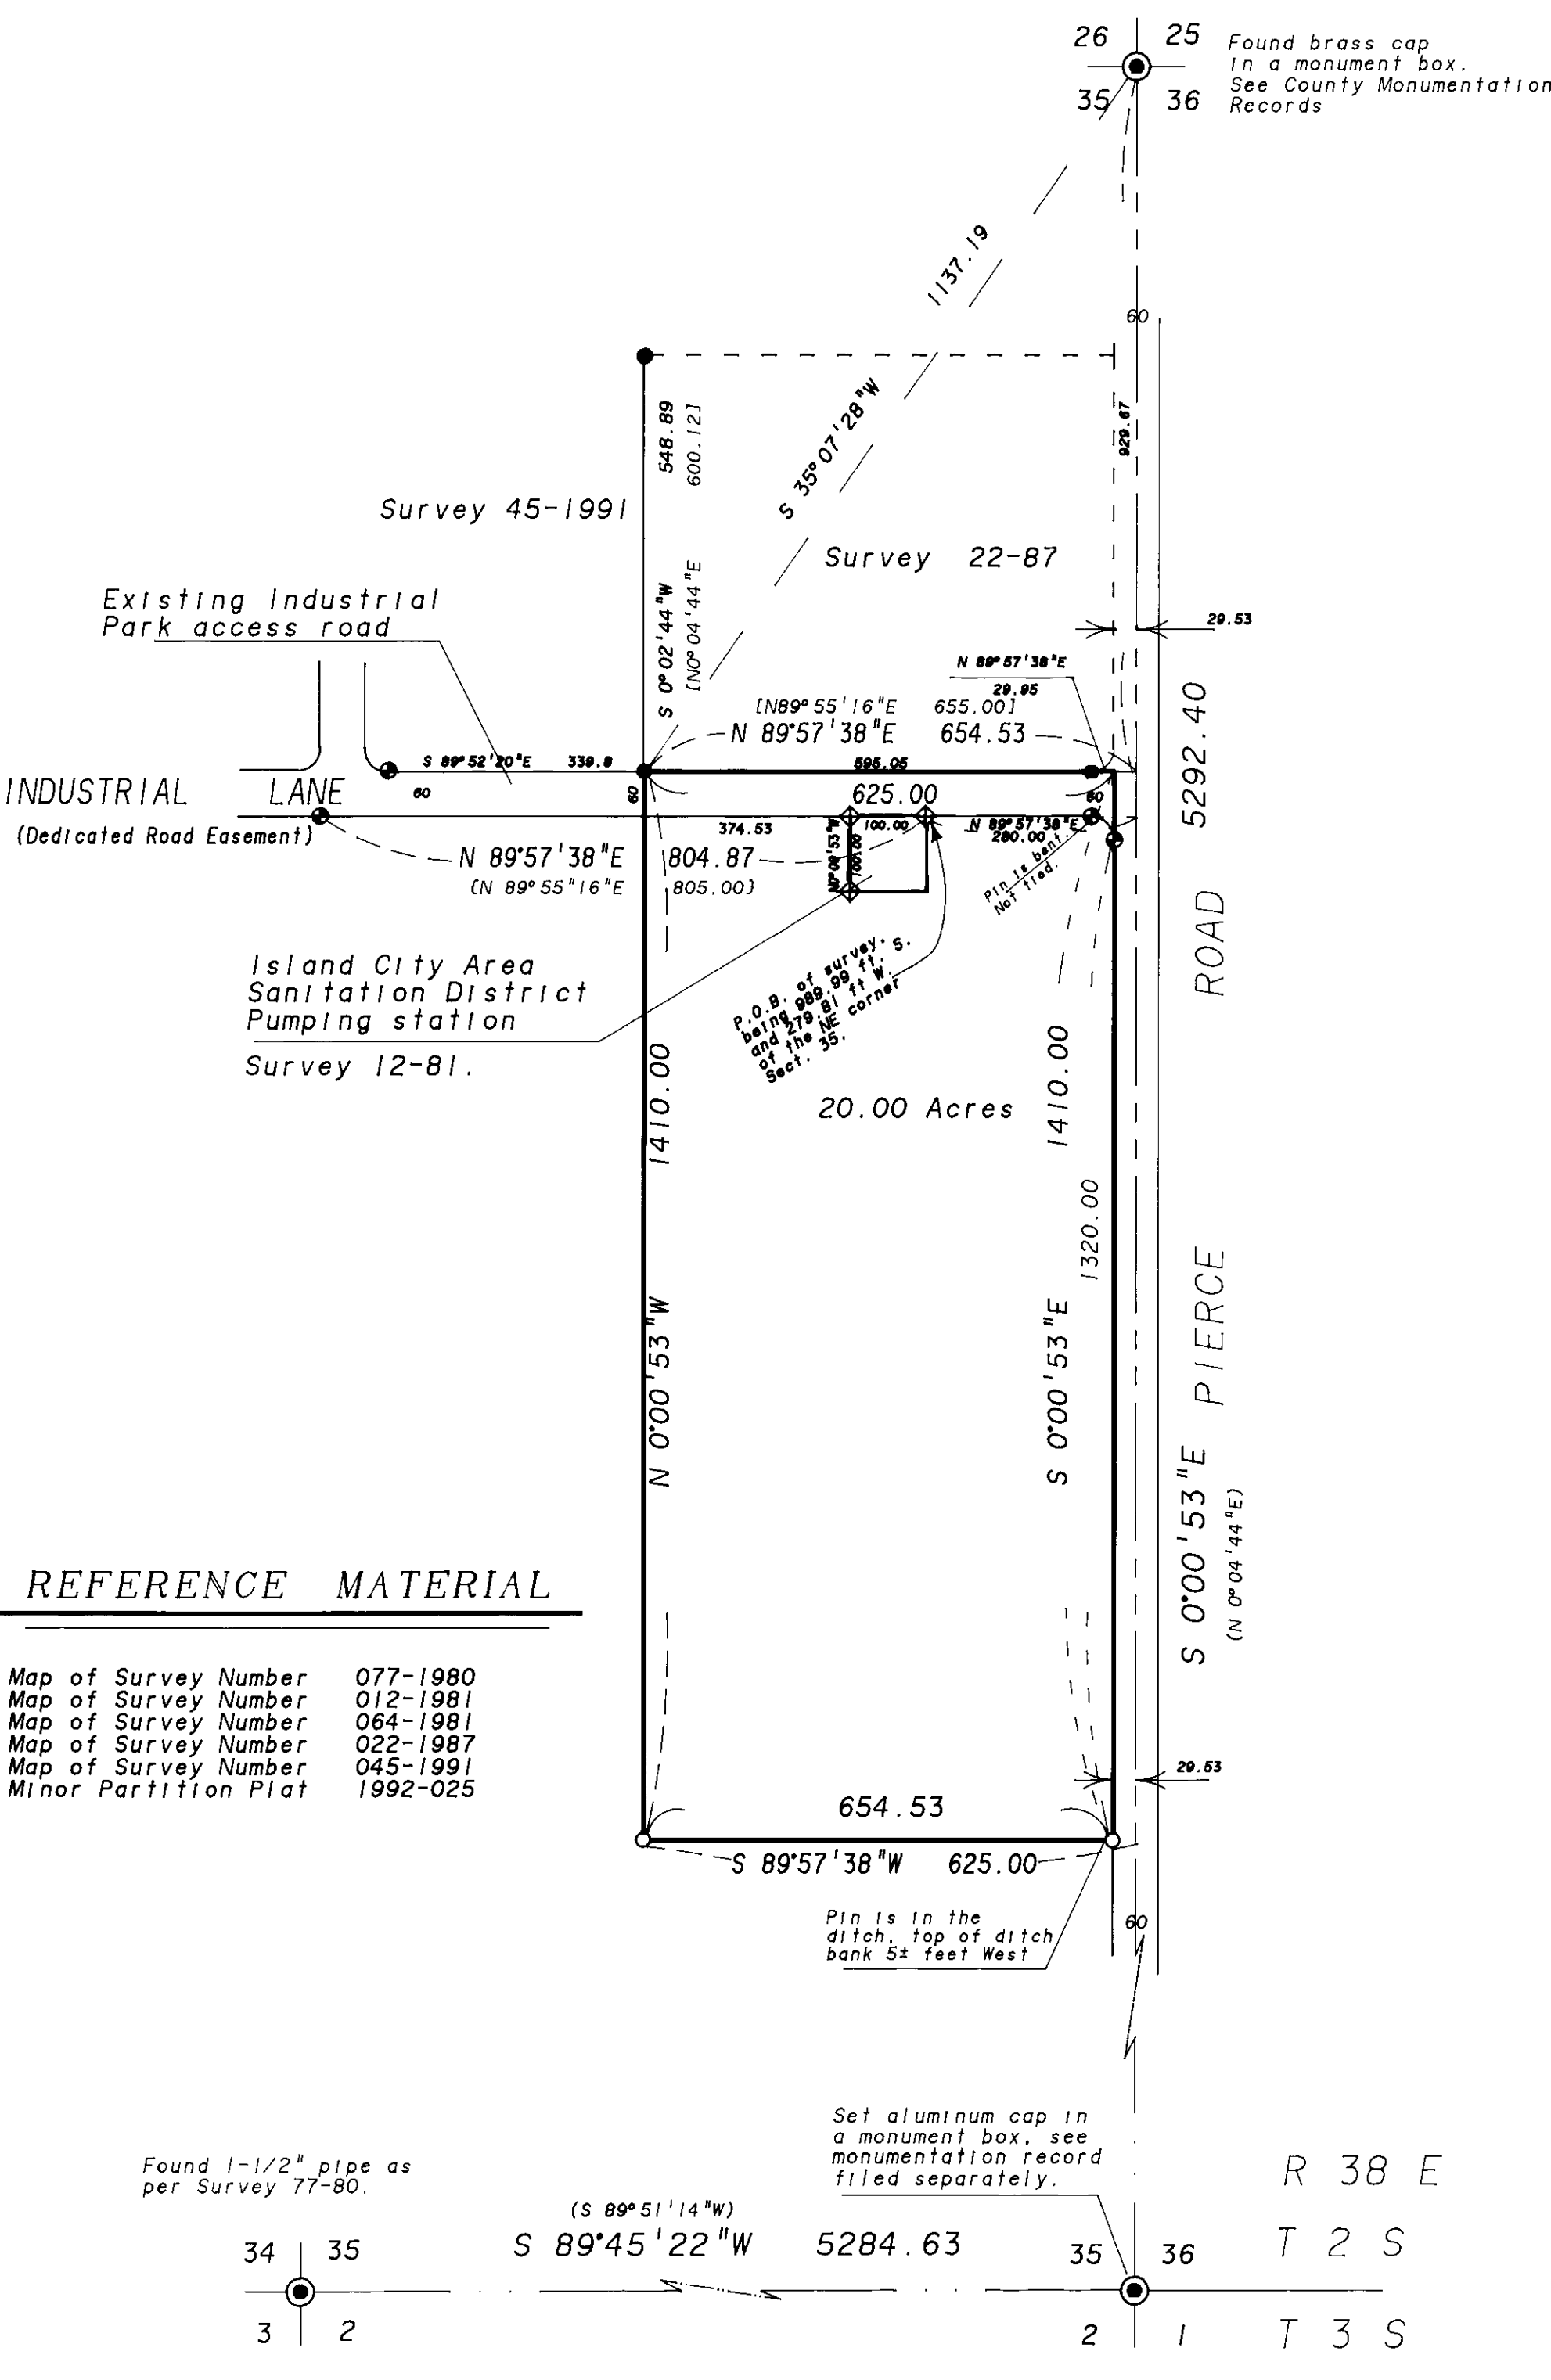 26
25
Found brass cap
in a monument box.
See County Monumentation
Records
35
36
1137.19
60
548.89
600.12]
929.67
S 35°07'28"W
Survey 45-1991
Survey 22-87
Existing Industrial
Park access road
S 0°02'44"W
[N0°04'44"E
29.53
N 89°57'38"E
29.95
[N89°55'16"E 655.00]
N 89°57'38"E 654.53
5292.40
S 89°52'20"E 339.8
595.05
INDUSTRIAL LANE
60
60
625.00
60
(Dedicated Road Easement)
374.53
100.00
N 89°57'38"E
280.00
N 89°57'38"E 804.87
(N 89°55"16"E 805.00)
N0°00'53"W
100.00
Pin is bent.
Not tied.
P.O.B. of survey.
being 989.99 ft. S.
and 279.81 ft W.
of the NE corner
Sect. 35.
Island City Area
Sanitation District
Pumping station
Survey 12-81.
ROAD
1410.00
1410.00
20.00 Acres
1320.00
N 0°00'53"W
S 0°00'53"E
PIERCE
S 0°00'53"E
(N 0°04'44"E)
REFERENCE MATERIAL
Map of Survey Number 077-1980
Map of Survey Number 012-1981
Map of Survey Number 064-1981
Map of Survey Number 022-1987
Map of Survey Number 045-1991
Minor Partition Plat 1992-025
29.53
654.53
S 89°57'38"W 625.00
Pin is in the
ditch, top of ditch
bank 5± feet West
60
Set aluminum cap in
a monument box, see
monumentation record
filed separately.
Found 1-1/2" pipe as
per Survey 77-80.
R 38 E
(S 89°51'14"W)
S 89°45'22"W 5284.63
T 2 S
34
35
35
36
3
2
2
1
T 3 S